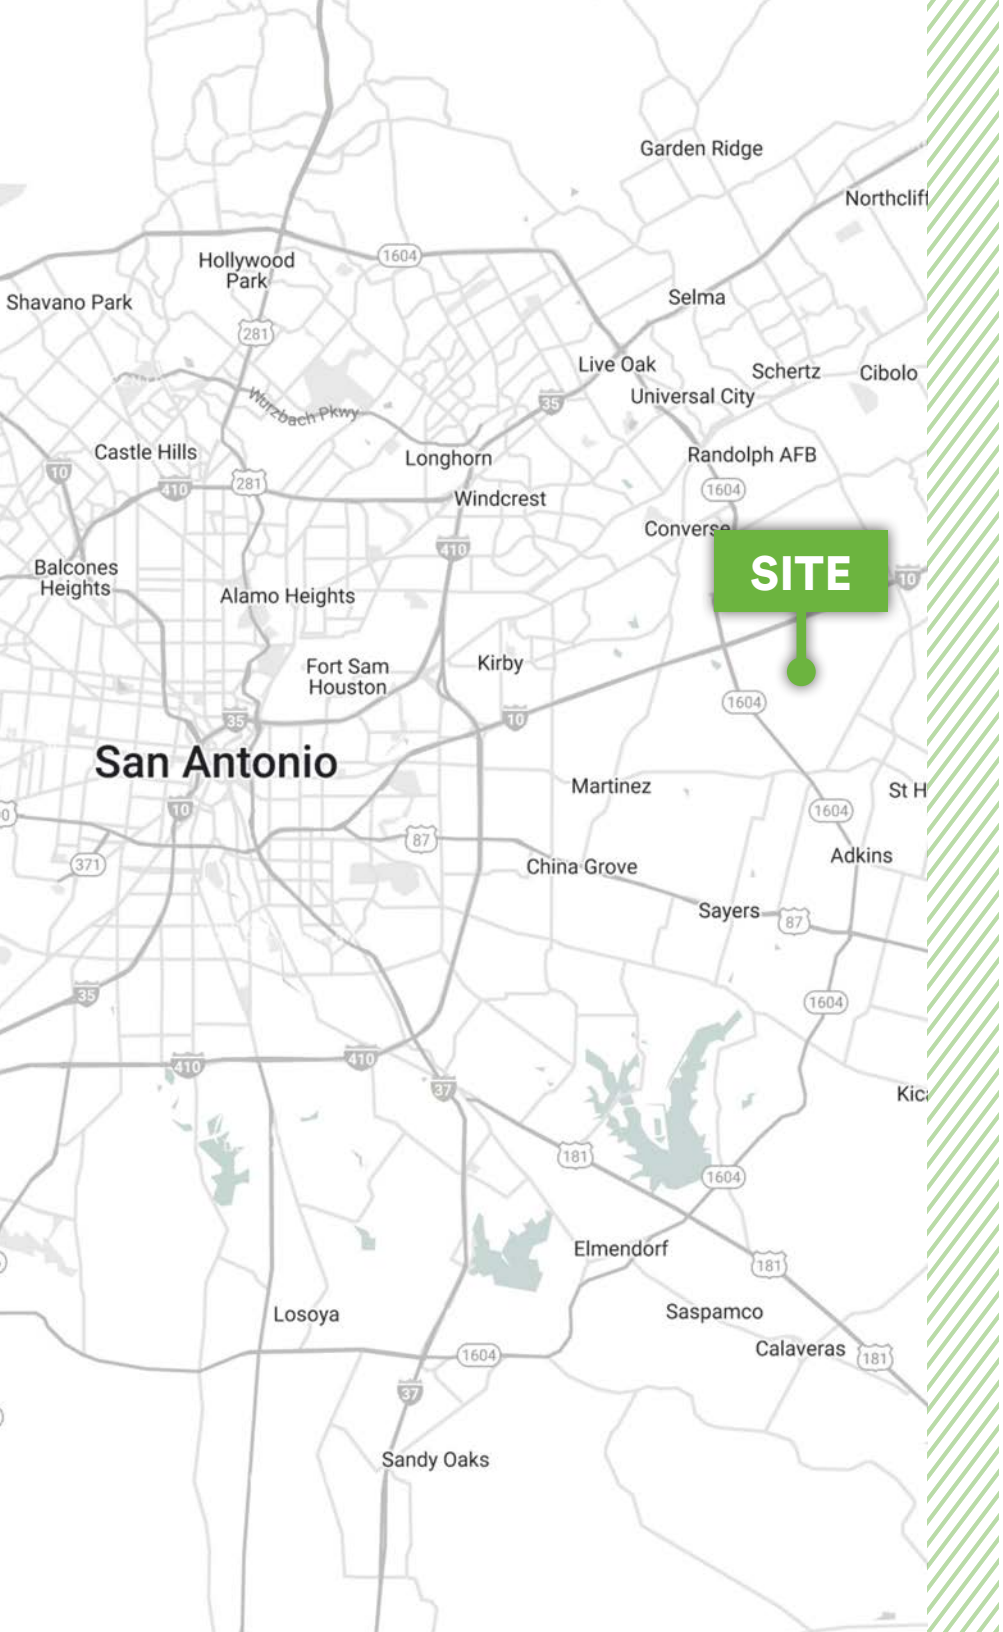 Garden Ridge
Northcliff
1604
Hollywood
Park
Shavano Park
Selma
281
Live Oak
Schertz
Cibolo
Universal City
35
Wurzbach Pkwy
Castle Hills
Longhorn
Randolph AFB
10
410
281
1604
Windcrest
Converse
410
SITE
10
Balcones
Heights
Alamo Heights
Fort Sam
Houston
Kirby
1604
35
10
San Antonio
Martinez
St H
10
1604
0
87
371
China Grove
Adkins
Sayers
87
35
1604
410
410
37
Kic
181
1604
Elmendorf
181
Losoya
Saspamco
Calaveras
181
1604
37
Sandy Oaks